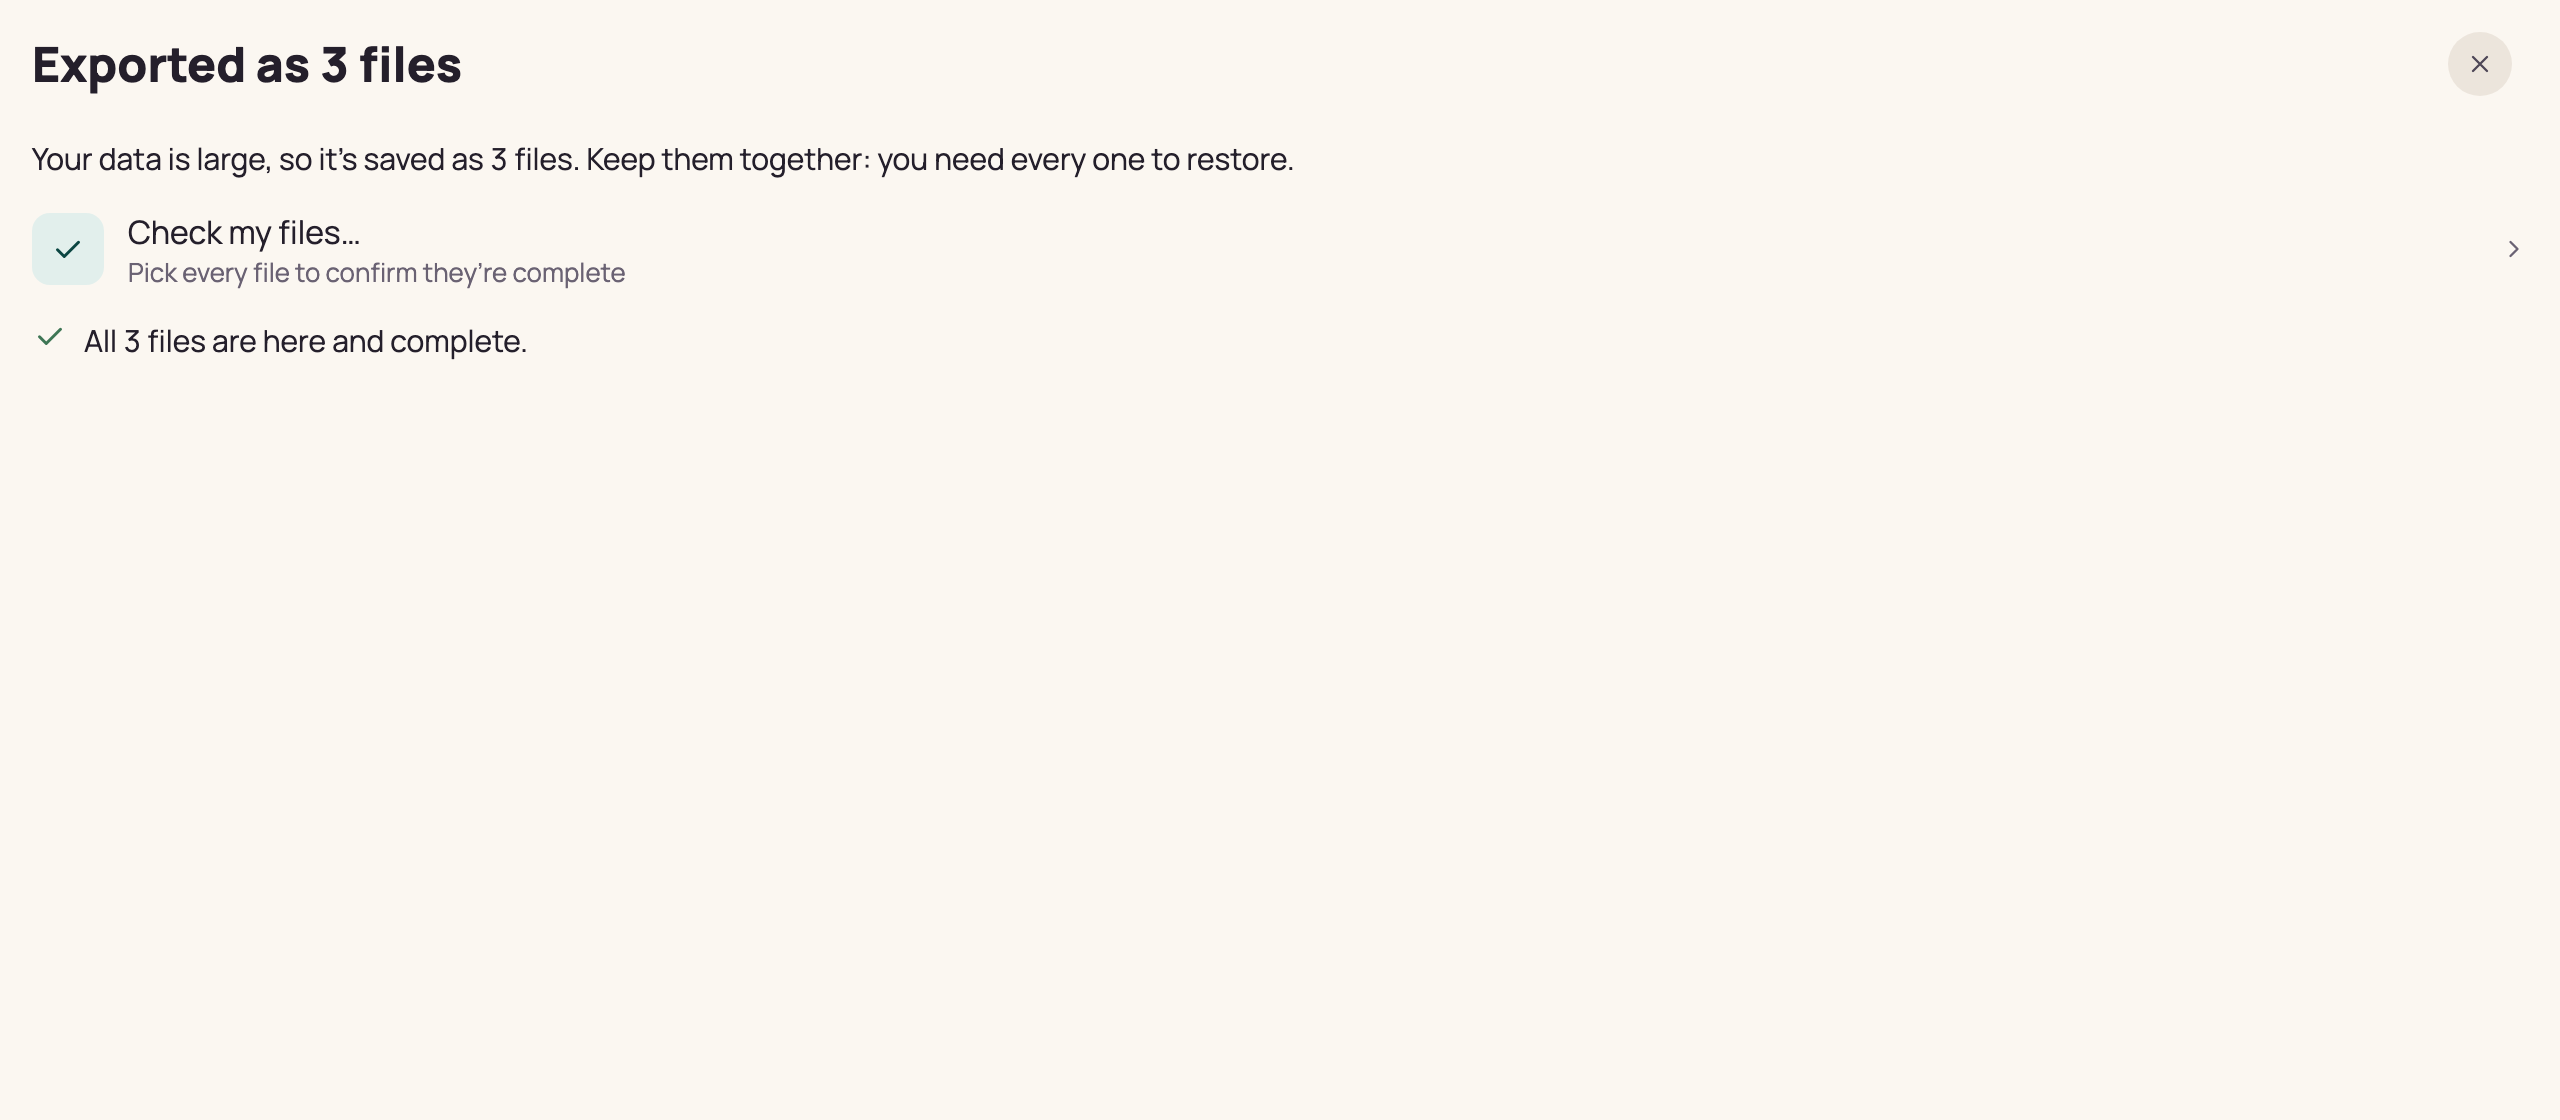 Exported as 3 files
Your data is large, so it’s saved as 3 files. Keep them together: you need every one to restore.
Check my files…
Pick every file to confirm they’re complete
All 3 files are here and complete.